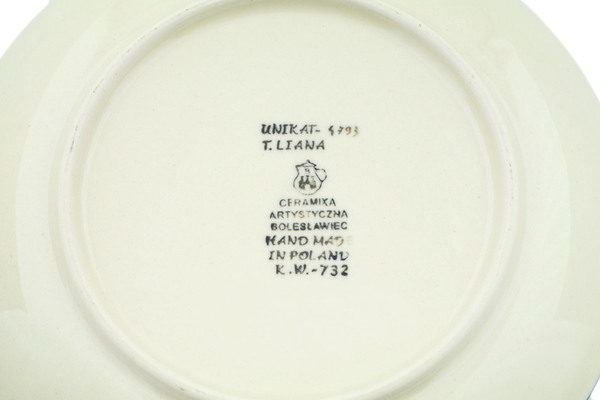 UNIKAT- 4793
T. LIANA
CERAMIKA
ARTYSTYCZNA
BOLESŁAWIEC
HAND MADE
IN POLAND
K.W.-732